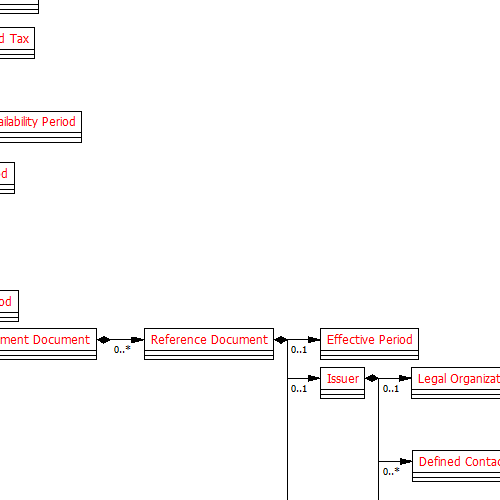 d Tax
ailability Period
od
od
ment Document
0..*
Reference Document
0..1
Effective Period
0..1
Issuer
0..1
Legal Organizat
0..*
Defined Contac